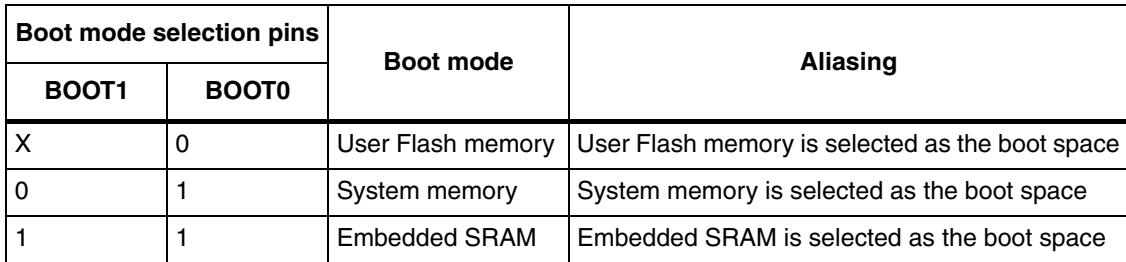 Boot mode selection pins Boot mode Aliasing
BOOT1 BOOT0
X 0 User Flash memory User Flash memory is selected as the boot space
0 1 System memory System memory is selected as the boot space
1 1 Embedded SRAM Embedded SRAM is selected as the boot space